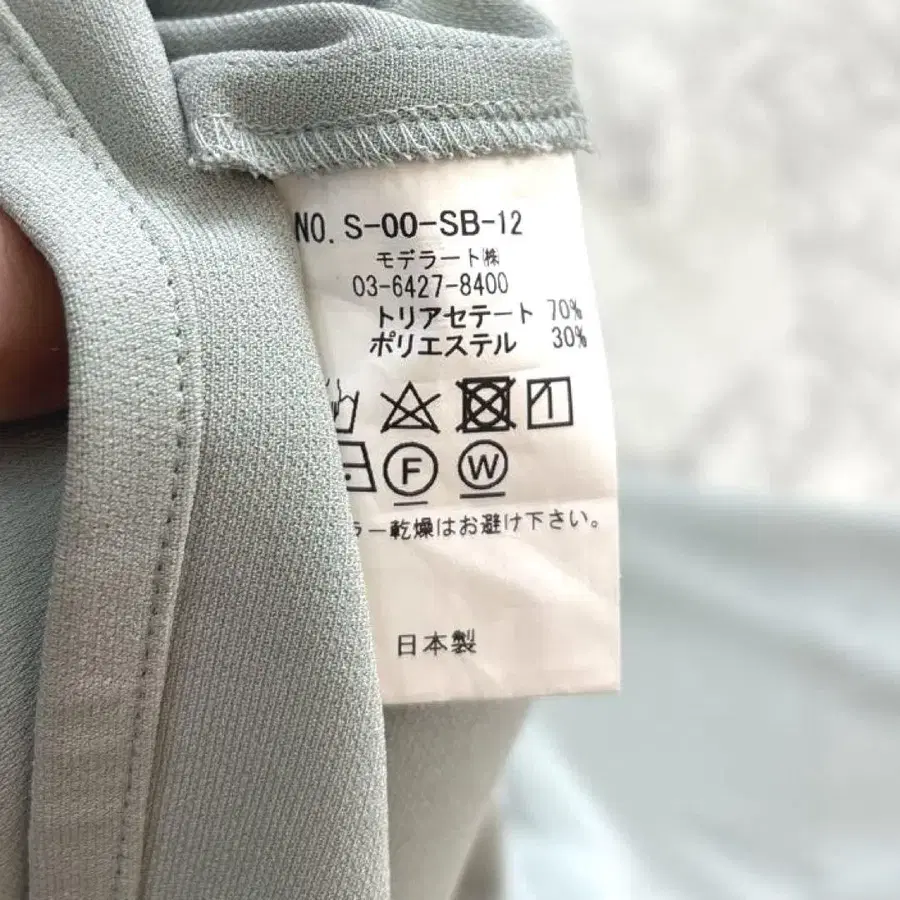 NO. S-00-SB-12
モデラート㈱
03-6427-8400
トリアセテート 70%
ポリエステル 30%
F W
ラー乾燥はお避け下さい。
日本製